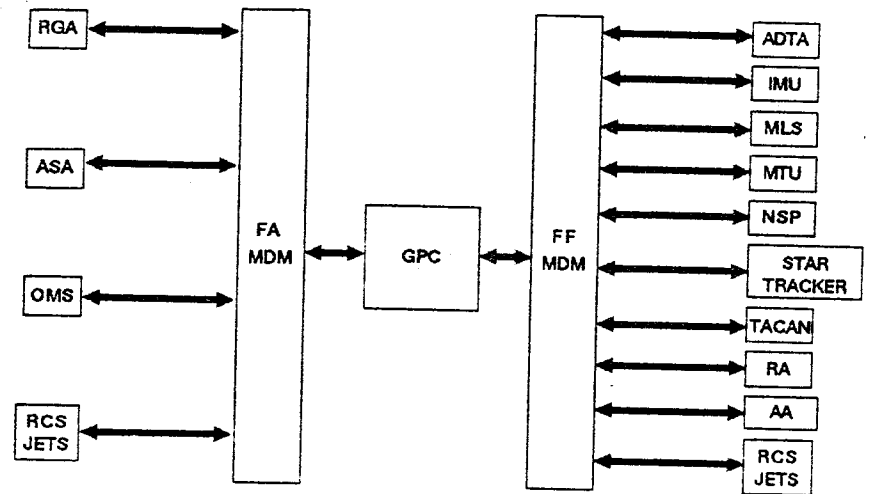 RGA
ASA
OMS
RCS
JETS
FA
MDM
GPC
FF
MDM
ADTA
IMU
MLS
MTU
NSP
STAR
TRACKER
TACAN
RA
AA
RCS
JETS